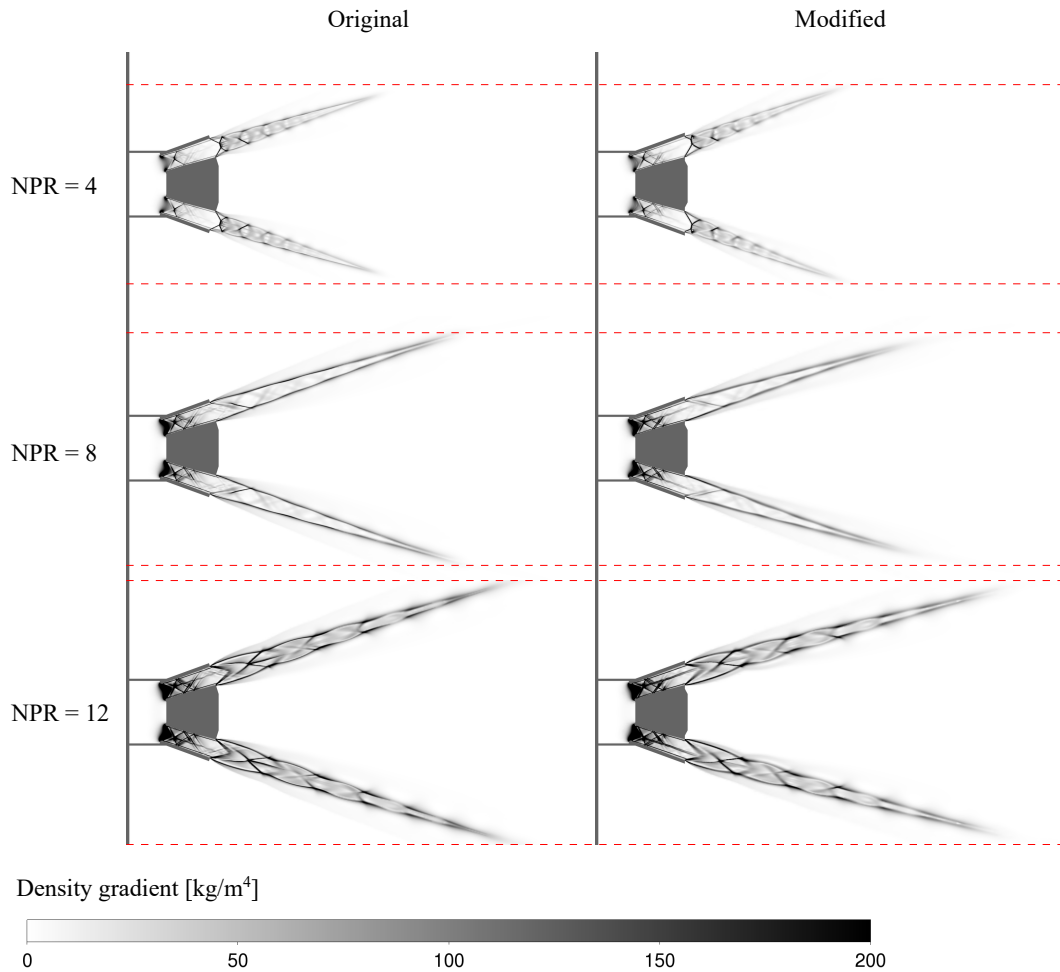 Original Modified
NPR = 4
NPR = 8
NPR = 12
Density gradient [kg/m⁴]
0 50 100 150 200